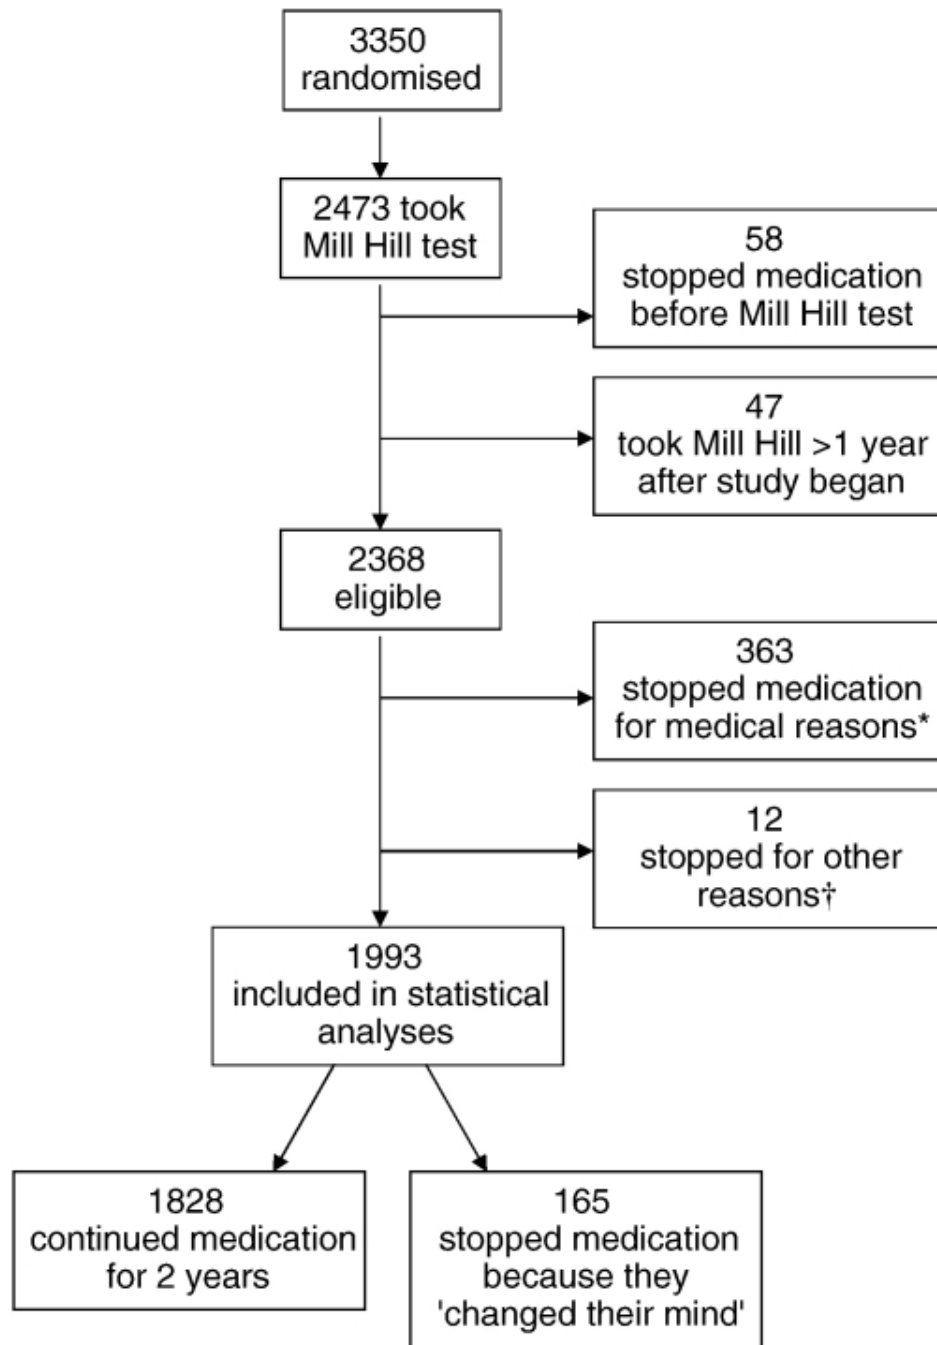 3350
randomised
2473 took
Mill Hill test
58
stopped medication
before Mill Hill test
47
took Mill Hill >1 year
after study began
2368
eligible
363
stopped medication
for medical reasons*
12
stopped for other
reasons†
1993
included in statistical
analyses
1828
continued medication
for 2 years
165
stopped medication
because they
'changed their mind'